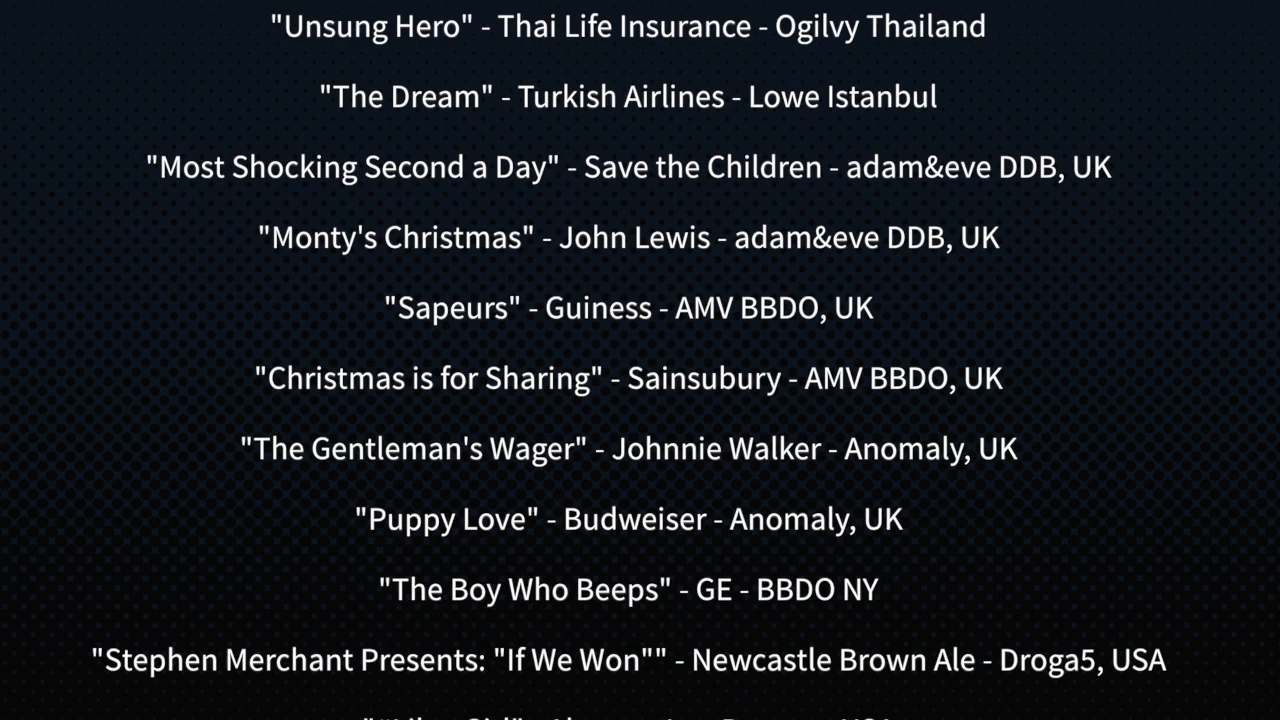 "Unsung Hero" - Thai Life Insurance - Ogilvy Thailand
"The Dream" - Turkish Airlines - Lowe Istanbul
"Most Shocking Second a Day" - Save the Children - adam&eve DDB, UK
"Monty's Christmas" - John Lewis - adam&eve DDB, UK
"Sapeurs" - Guiness - AMV BBDO, UK
"Christmas is for Sharing" - Sainsubury - AMV BBDO, UK
"The Gentleman's Wager" - Johnnie Walker - Anomaly, UK
"Puppy Love" - Budweiser - Anomaly, UK
"The Boy Who Beeps" - GE - BBDO NY
"Stephen Merchant Presents: "If We Won"" - Newcastle Brown Ale - Droga5, USA